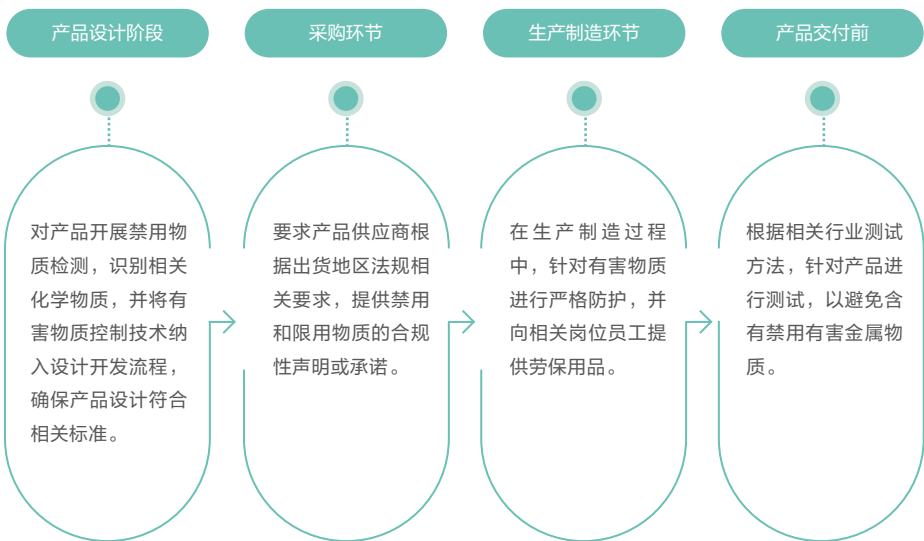 产品设计阶段
对产品开展禁用物
质检测，识别相关
化学物质，并将有
害物质控制技术纳
入设计开发流程，
确保产品设计符合
相关标准。
采购环节
要求产品供应商根
据出货地区法规相
关要求，提供禁用
和限用物质的合规
性声明或承诺。
生产制造环节
在生产制造过程
中，针对有害物质
进行严格防护，并
向相关岗位员工提
供劳保用品。
产品交付前
根据相关行业测试
方法，针对产品进
行测试，以避免含
有禁用有害金属物
质。